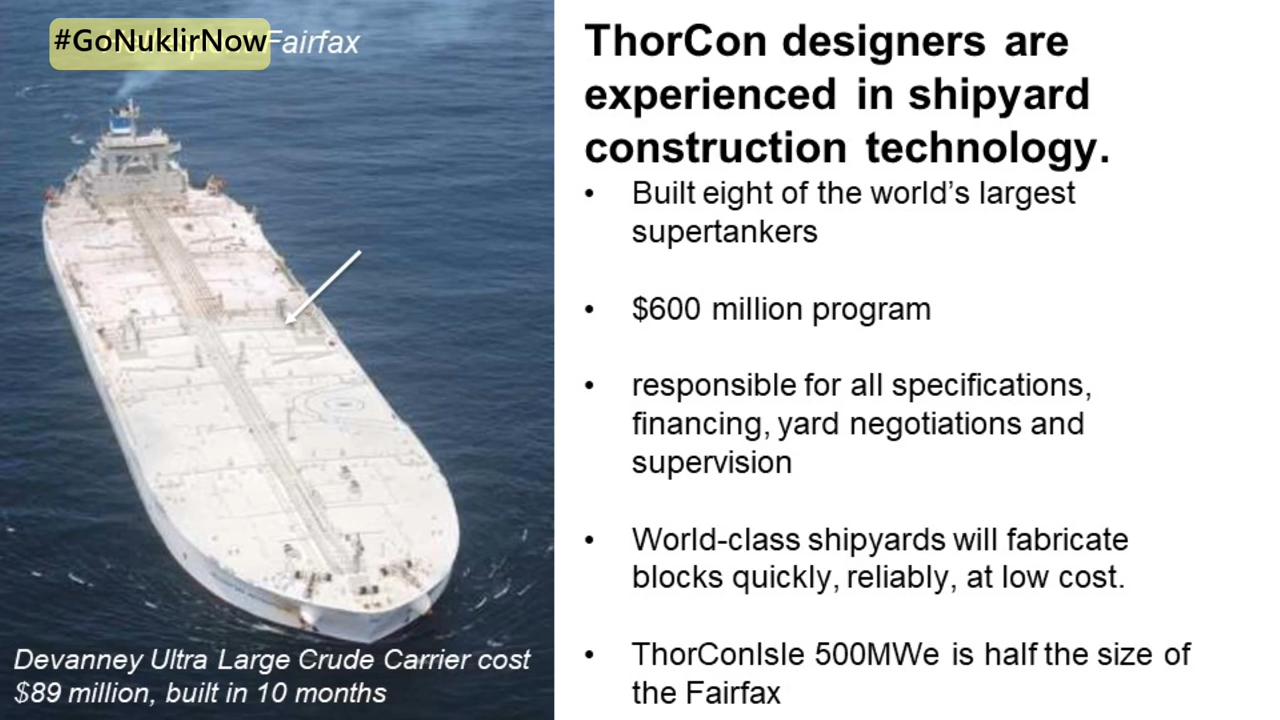 #GoNuklirNow
Fairfax
ThorCon designers are
experienced in shipyard
construction technology.
• Built eight of the world's largest
supertankers
• $600 million program
• responsible for all specifications,
financing, yard negotiations and
supervision
• World-class shipyards will fabricate
blocks quickly, reliably, at low cost.
• ThorConIsle 500MWe is half the size of
the Fairfax
Devanney Ultra Large Crude Carrier cost
$89 million, built in 10 months